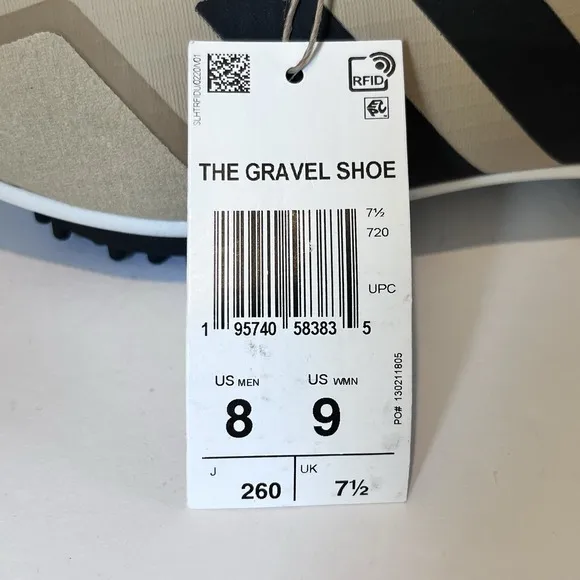 SLHTRFIDU0220N01
RFID
THE GRAVEL SHOE
7½
720
UPC
1 95740 58383 5
US MEN US WMN
8 9
PO# 130211805
J UK
260 7½